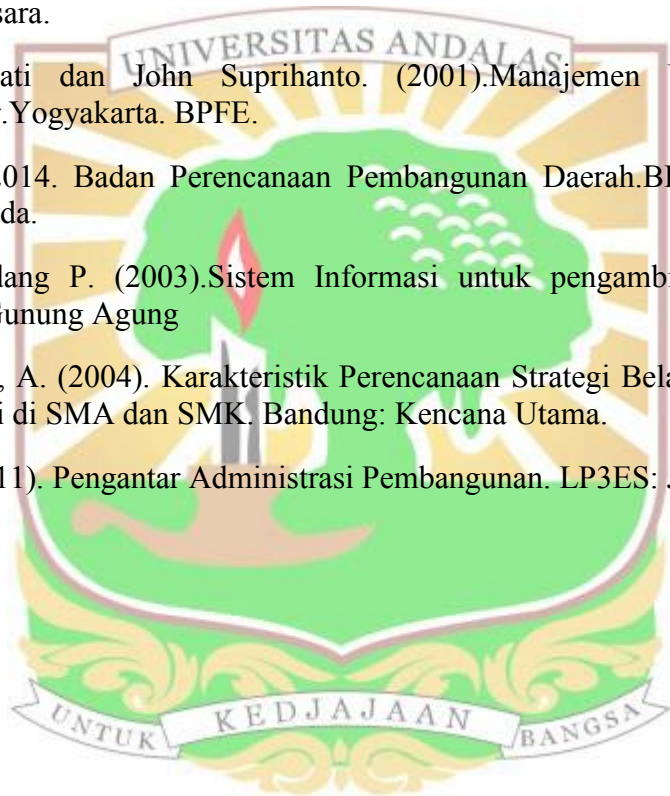 sara.
UNIVERSITAS ANDALAS
ati dan John Suprihanto. (2001).Manajemen
.Yogyakarta. BPFE.
014. Badan Perencanaan Pembangunan Daerah.
da.
lang P. (2003).Sistem Informasi untuk pengamb
Gunung Agung
, A. (2004). Karakteristik Perencanaan Strategi Bela
i di SMA dan SMK. Bandung: Kencana Utama.
11). Pengantar Administrasi Pembangunan. LP3ES:
UNTUK KEDJAJAAN BANGSA